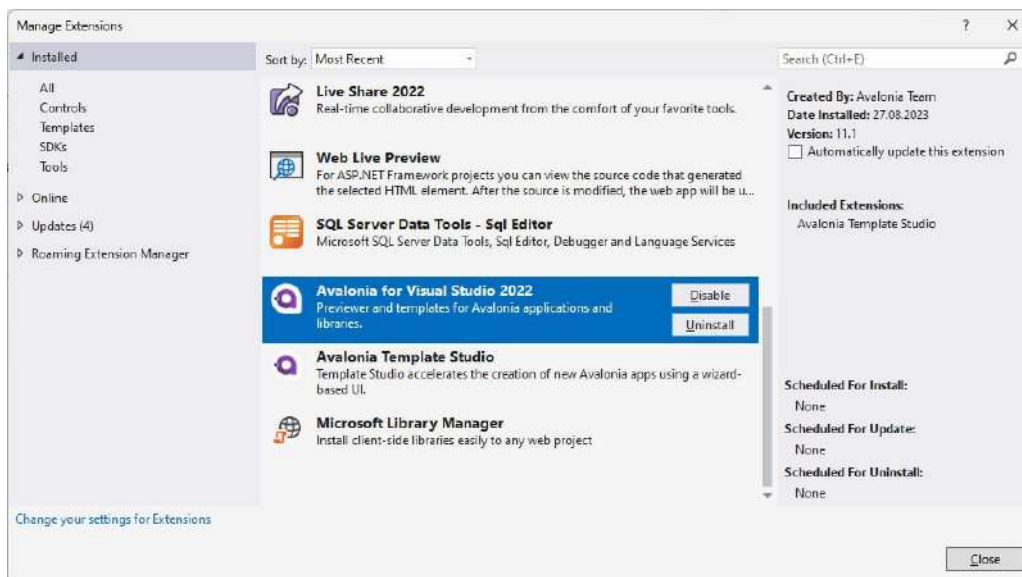 Manage Extensions
? X
Installed
All
Controls
Templates
SDKs
Tools
Online
Updates (4)
Roaming Extension Manager
Change your settings for Extensions
Sort by: Most Recent
Live Share 2022
Real-time collaborative development from the comfort of your favorite tools.
Web Live Preview
For ASP.NET Framework projects you can view the source code that generated
the selected HTML element. After the source is modified, the web app will be u...
SQL Server Data Tools - Sql Editor
Microsoft SQL Server Data Tools, Sql Editor, Debugger and Language Services
Avalonia for Visual Studio 2022
Previewer and templates for Avalonia applications and
libraries.
Disable
Uninstall
Avalonia Template Studio
Template Studio accelerates the creation of new Avalonia apps using a wizard-
based UI.
Microsoft Library Manager
Install client-side libraries easily to any web project
Search (Ctrl+E)
Created By: Avalonia Team
Date Installed: 27.08.2023
Version: 11.1
Automatically update this extension
Included Extensions:
Avalonia Template Studio
Scheduled For Install:
None
Scheduled For Update:
None
Scheduled For Uninstall:
None
Close